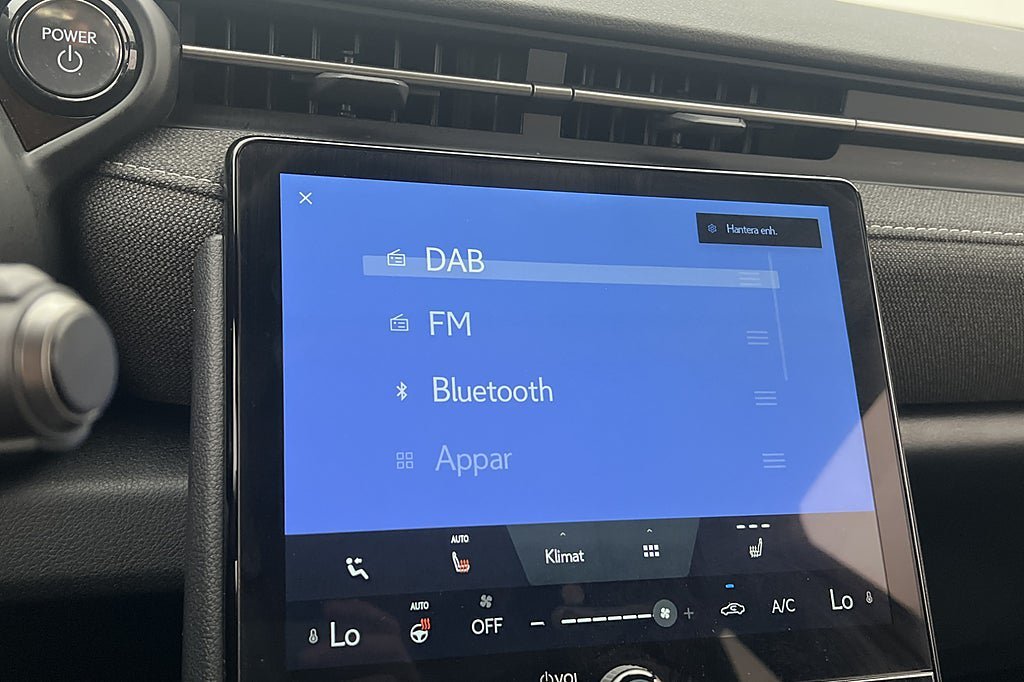 POWER
Hantera enh.
DAB
FM
Bluetooth
Appar
AUTO
Klimat
AUTO
Lo
OFF
A/C
Lo
VOL